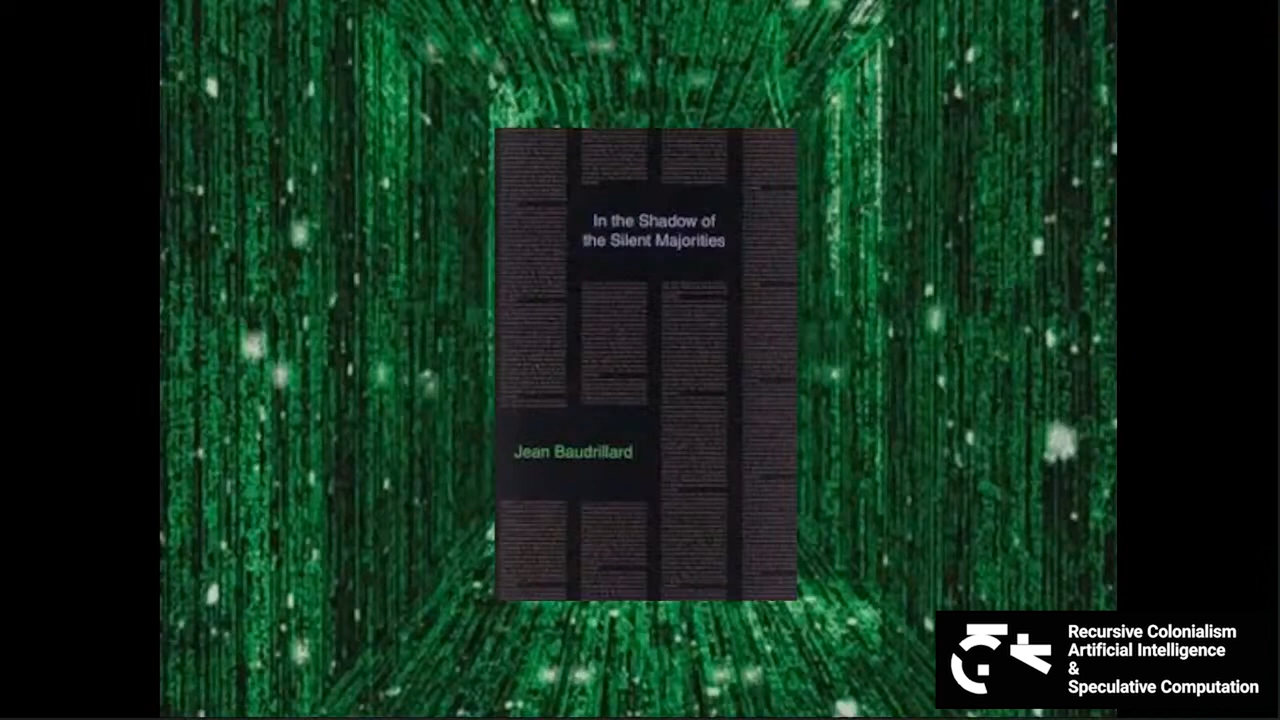 In the Shadow of
the Silent Majorities
Jean Baudrillard
Recursive Colonialism
Artificial Intelligence
&
Speculative Computation